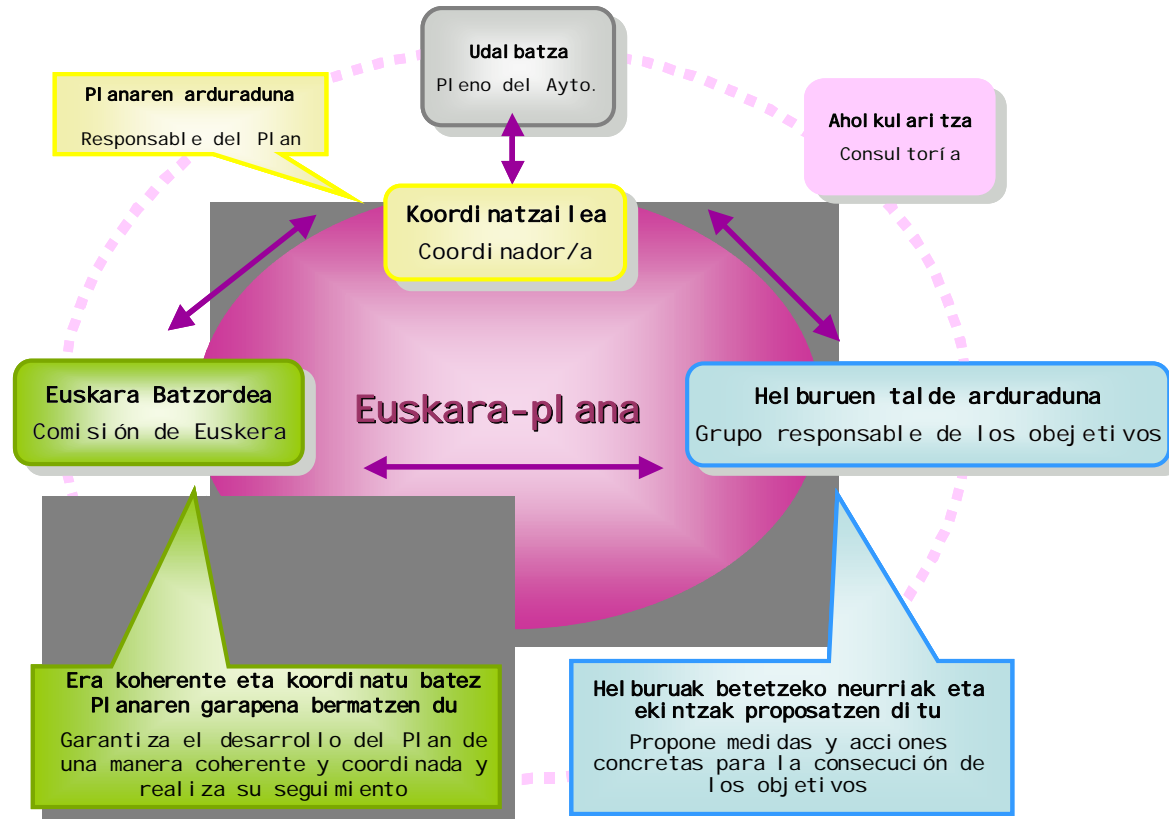 Udalbatza
Pleno del Ayto.
Planaren arduraduna
Responsable del Plan
Aholkularitza
Consultoría
Koordinatzailea
Coordinador/a
Euskara Batzordea
Comisión de Euskera
Euskara-plana
Helburuen talde arduraduna
Grupo responsable de los obejetivos
Era koherente eta koordinatu batez
Planaren garapena bermatzen du
Garantiza el desarrollo del Plan de
una manera coherente y coordinada y
realiza su seguimiento
Helburuak betetzeko neurriak eta
ekintzak proposatzen ditu
Propone medidas y acciones
concretas para la consecución de
los objetivos